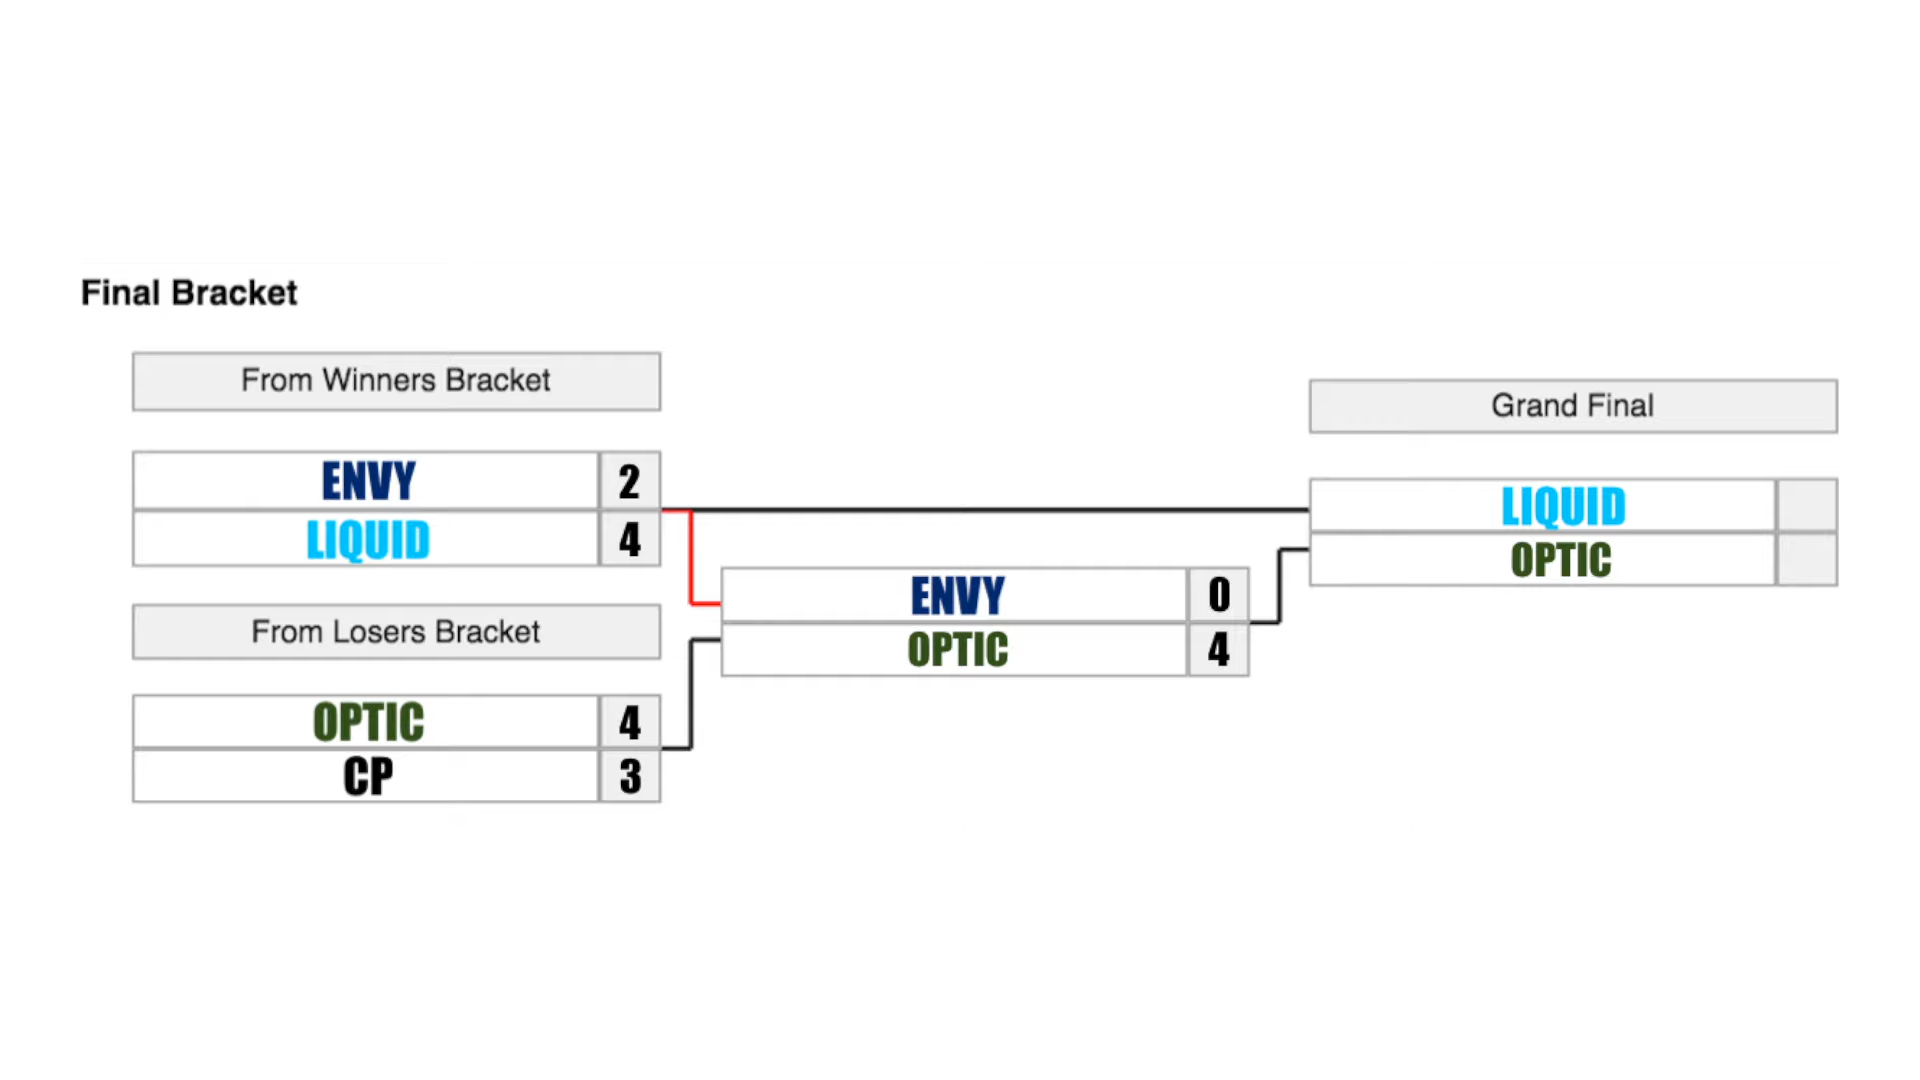 Final Bracket
From Winners Bracket
ENVY 2
LIQUID 4
From Losers Bracket
OPTIC 4
CP 3
ENVY 0
OPTIC 4
Grand Final
LIQUID
OPTIC